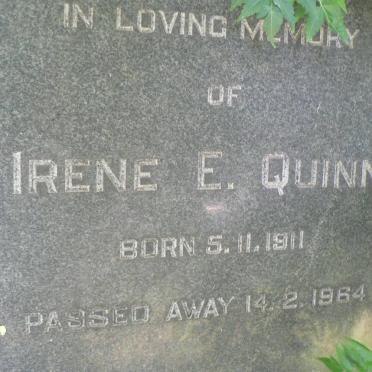 IN LOVING MEMORY
OF
IRENE E. QUINN
BORN 5.11.1911
PASSED AWAY 14.2.1964